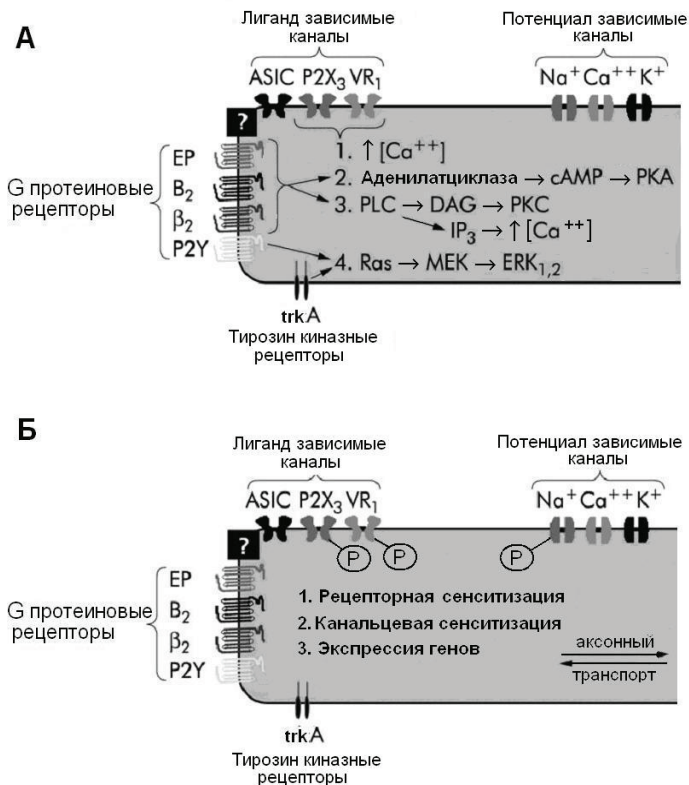 А
Лиганд зависимые
каналы
Потенциал зависимые
каналы
ASIC P2X3 VR1
Na+ Ca++ K+
?
G протеиновые
рецепторы
EP
B2
β2
P2Y
1. ↑ [Ca++]
2. Аденилатциклаза → cAMP → PKA
3. PLC → DAG → PKC
IP3 → ↑ [Ca++]
4. Ras → MEK → ERK1,2
trkA
Тирозин киназные
рецепторы
Б
Лиганд зависимые
каналы
Потенциал зависимые
каналы
ASIC P2X3 VR1
Na+ Ca++ K+
?
P
P
P
G протеиновые
рецепторы
EP
B2
β2
P2Y
1. Рецепторная сенситизация
2. Канальцевая сенситизация
3. Экспрессия генов
аксонный
транспорт
trkA
Тирозин киназные
рецепторы